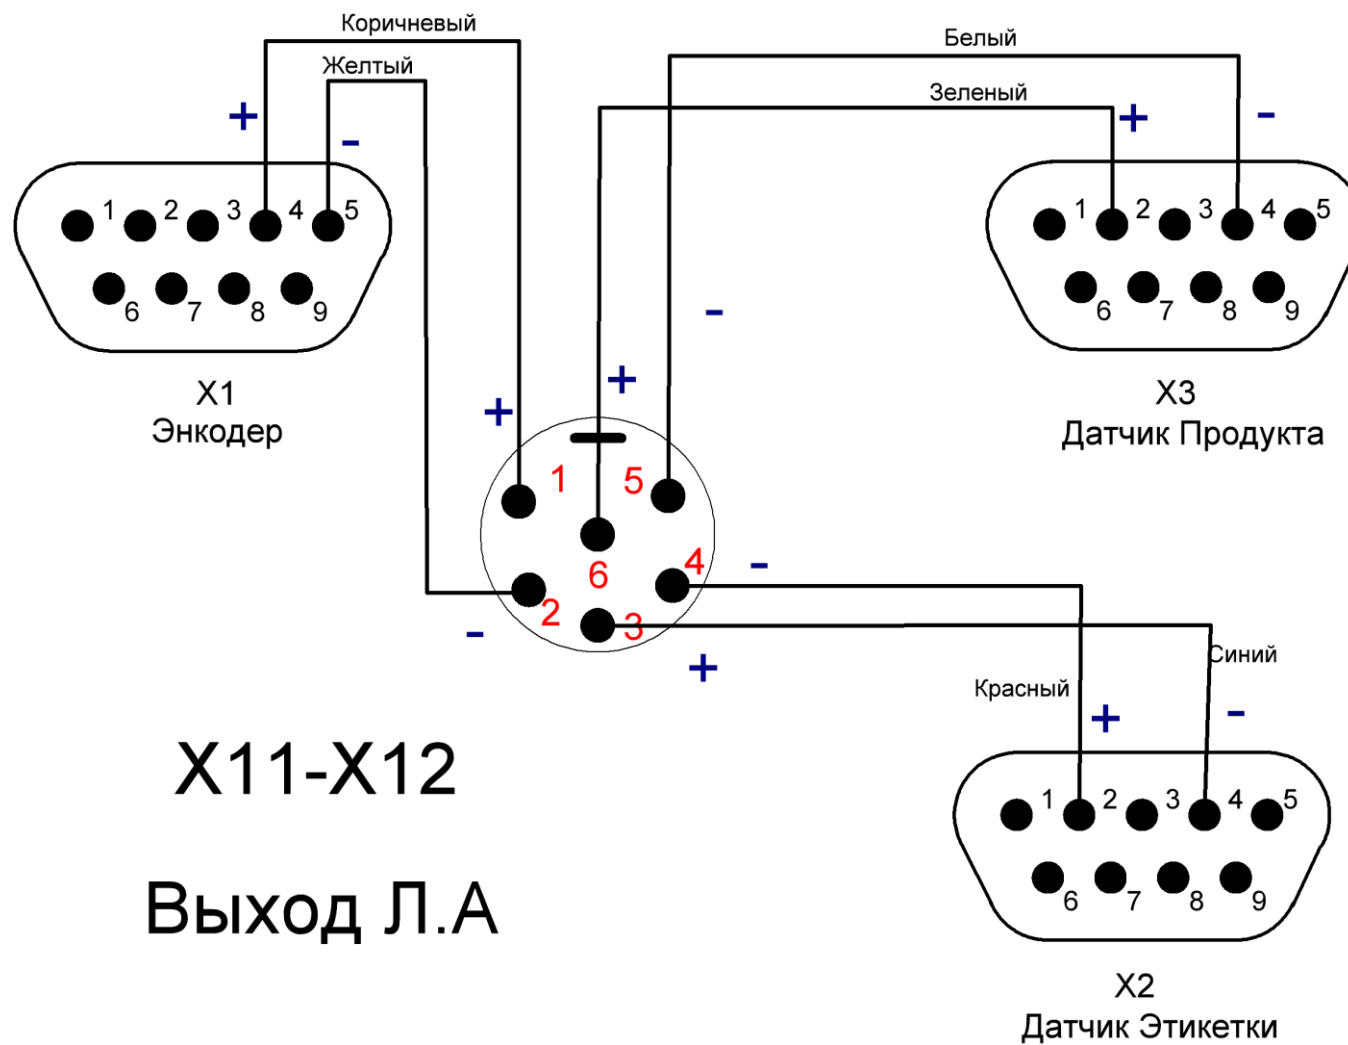 Коричневый
Желтый
+
-
1 2 3 4 5
6 7 8 9
X1
Энкодер
Белый
Зеленый
+
-
1 2 3 4 5
6 7 8 9
X3
Датчик Продукта
-
+
+
1 5
6 4
2 3
-
-
+
Синий
Красный
+
-
1 2 3 4 5
6 7 8 9
X2
Датчик Этикетки
X11-X12
Выход Л.А